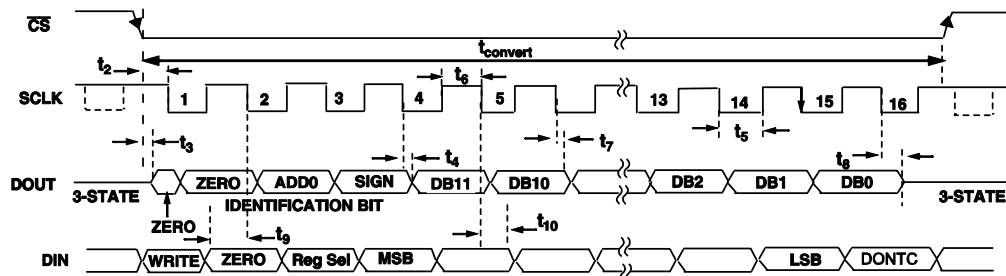 CS
tconvert
t2
t6
SCLK
1 2 3 4 5 13 14 15 16
t3 t4 t7 t5 t8
DOUT
3-STATE
ZERO ADD0 SIGN DB11 DB10 DB2 DB1 DB0
3-STATE
IDENTIFICATION BIT
ZERO
t9
t10
DIN
WRITE ZERO Reg Sel MSB LSB DONTC